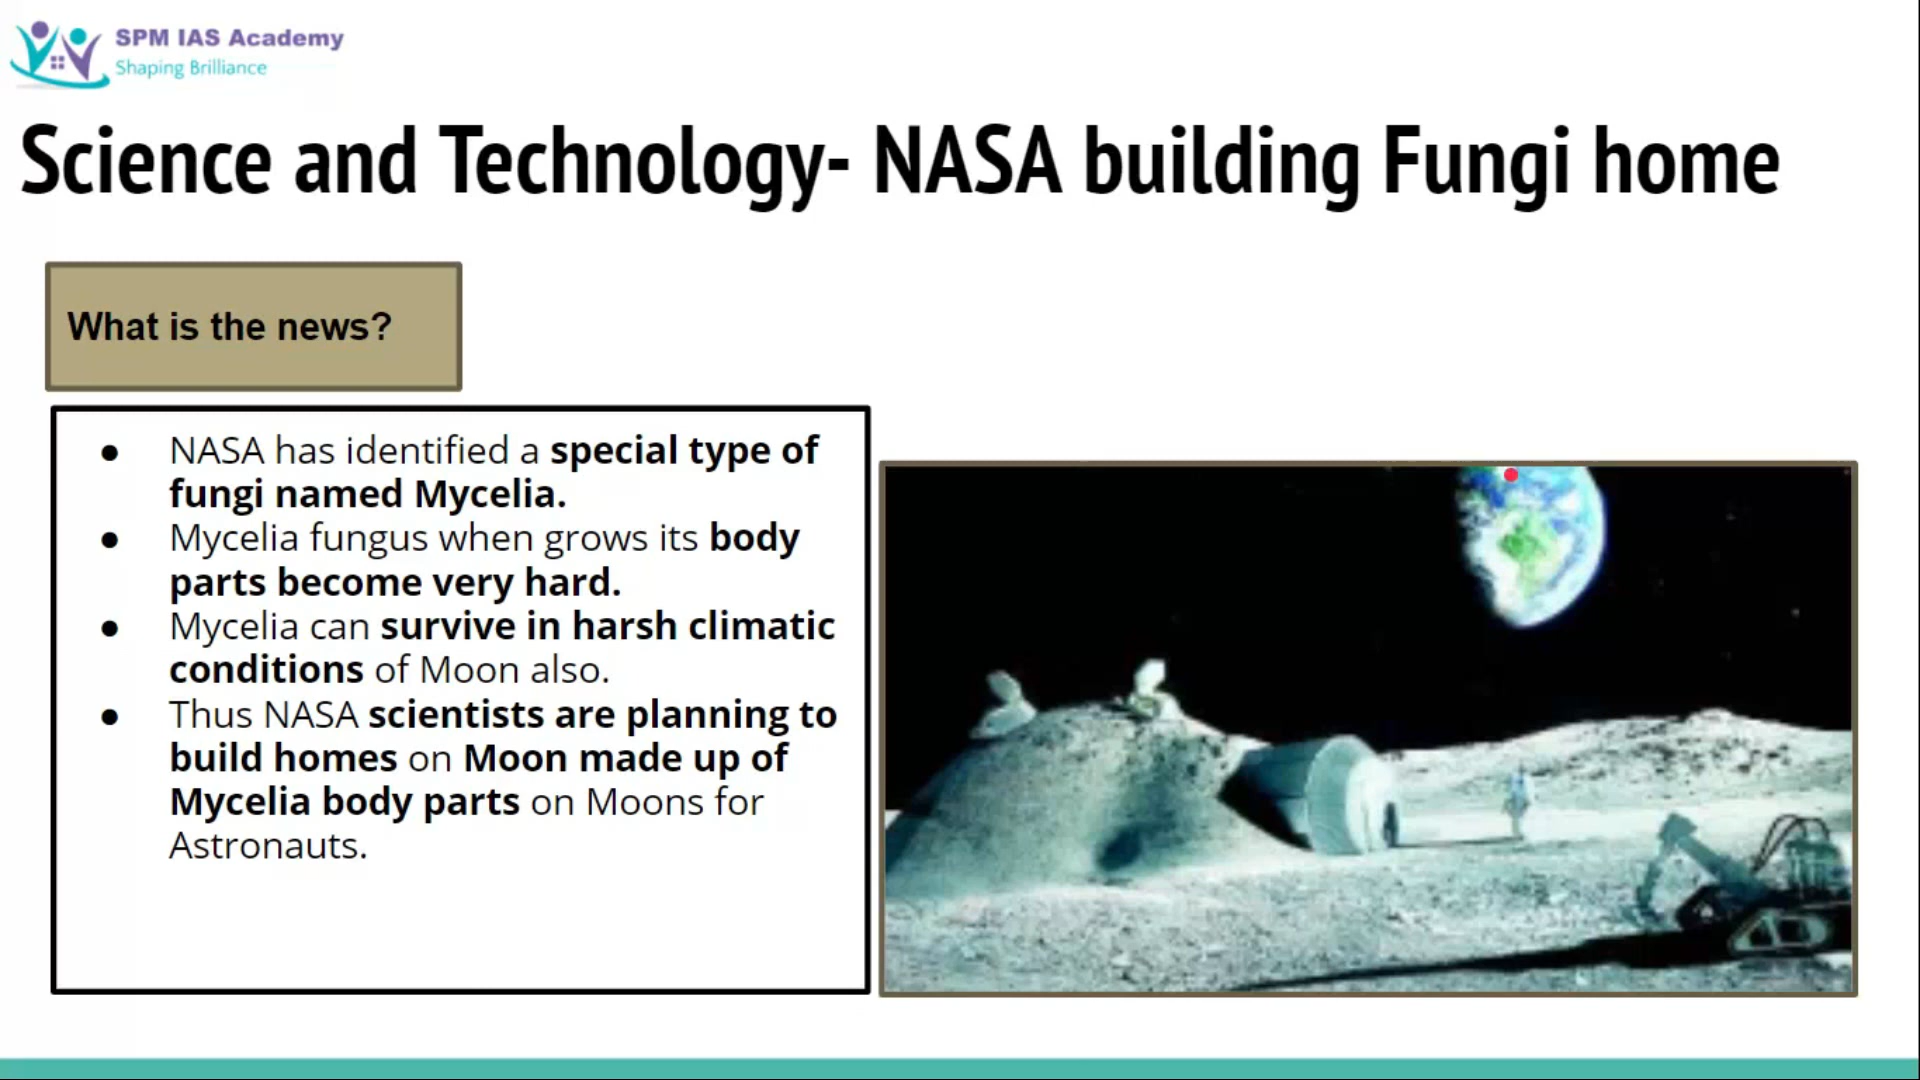 SPM IAS Academy
Shaping Brilliance
Science and Technology- NASA building Fungi home
What is the news?
● NASA has identified a special type of
fungi named Mycelia.
● Mycelia fungus when grows its body
parts become very hard.
● Mycelia can survive in harsh climatic
conditions of Moon also.
● Thus NASA scientists are planning to
build homes on Moon made up of
Mycelia body parts on Moons for
Astronauts.